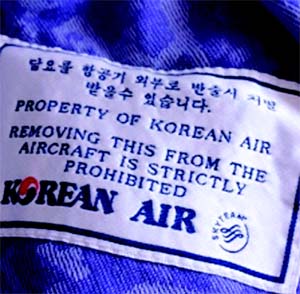 담요를 항공기 외부로 반출시 처벌
받을수 있습니다.
PROPERTY OF KOREAN AIR
REMOVING THIS FROM THE
AIRCRAFT IS STRICTLY
PROHIBITED
KOREAN AIR
SKYTEAM